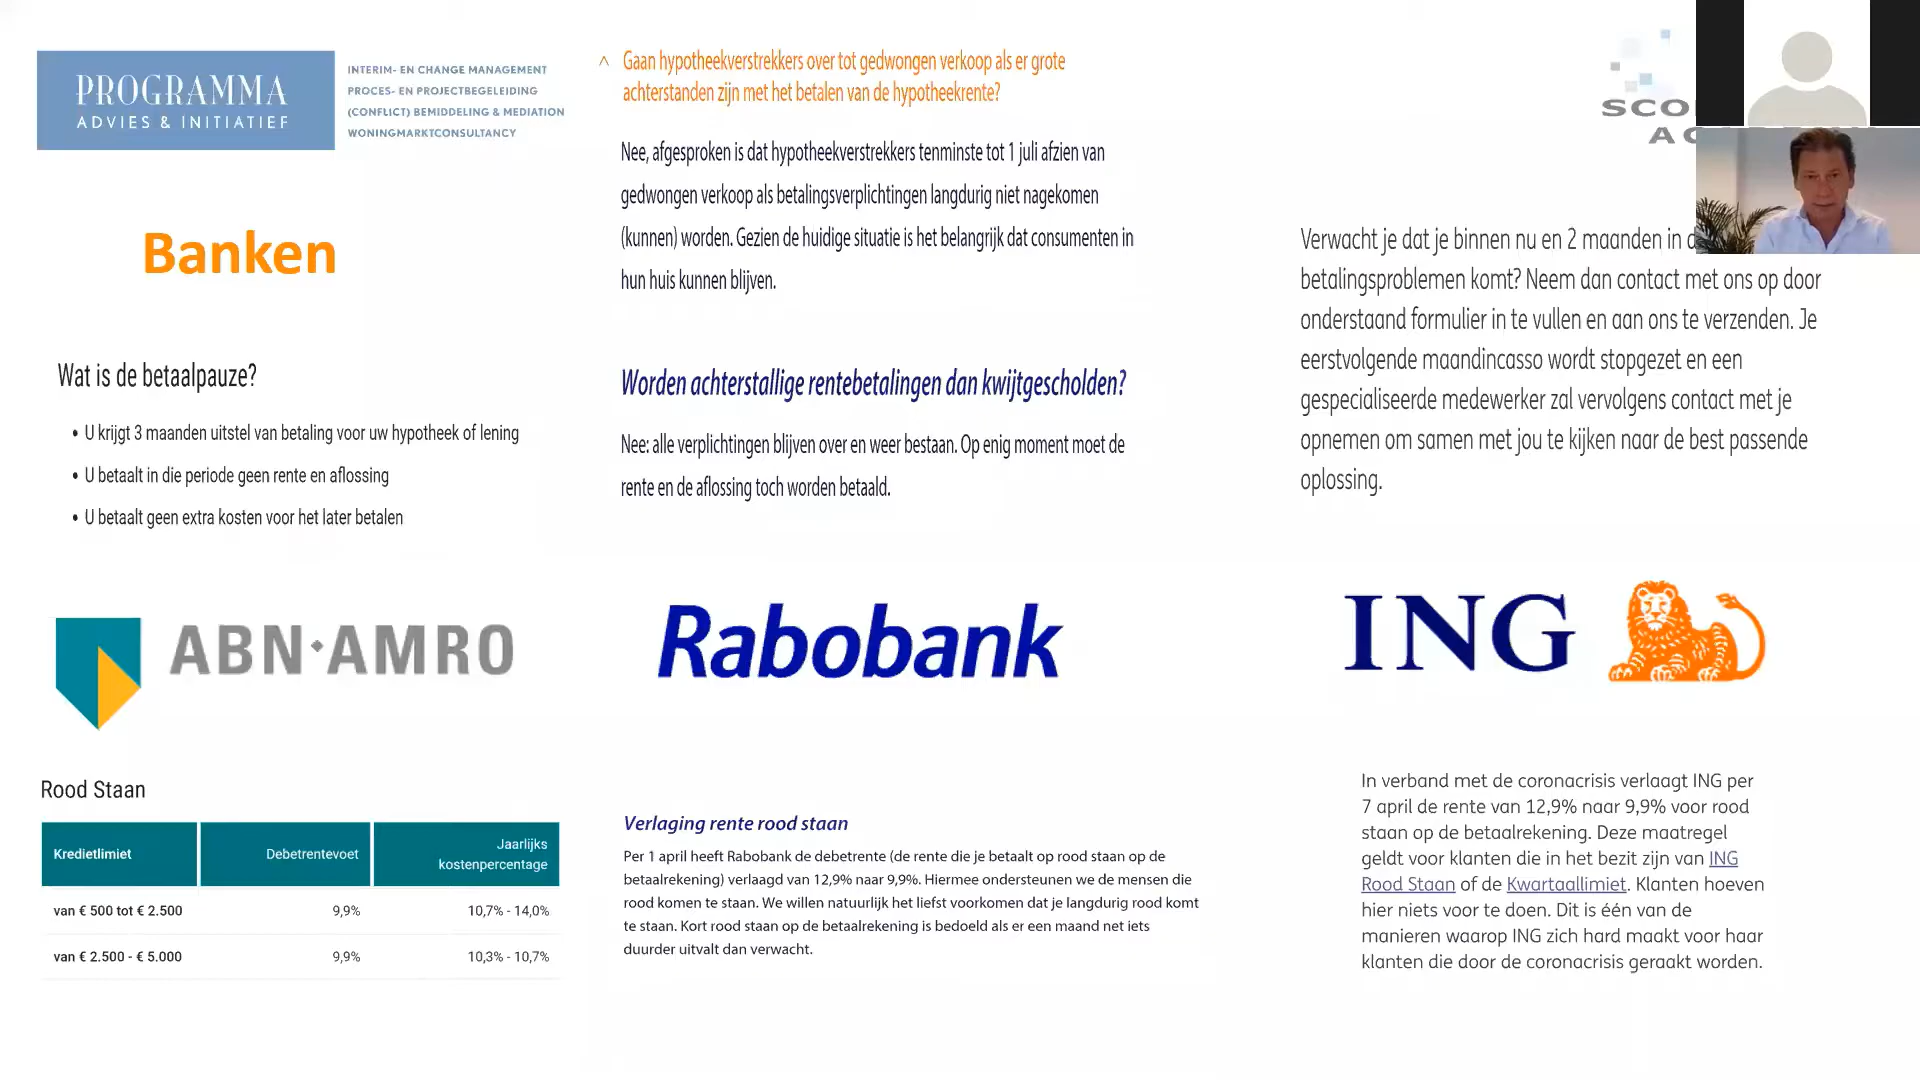 PROGRAMMA
ADVIES & INITIATIEF
INTERIM- EN CHANGE MANAGEMENT
PROCES- EN PROJECTBEGELEIDING
(CONFLICT) BEMIDDELING & MEDIATION
WONINGMARKTCONSULTANCY
Banken
Wat is de betaalpauze?
• U krijgt 3 maanden uitstel van betaling voor uw hypotheek of lening
• U betaalt in die periode geen rente en aflossing
• U betaalt geen extra kosten voor het later betalen
ABN·AMRO
Rood Staan
Kredietlimiet Debetrentevoet Jaarlijks
kostenpercentage
van € 500 tot € 2.500 9,9% 10,7% - 14,0%
van € 2.500 - € 5.000 9,9% 10,3% - 10,7%
^ Gaan hypotheekverstrekkers over tot gedwongen verkoop als er grote
achterstanden zijn met het betalen van de hypotheekrente?
Nee, afgesproken is dat hypotheekverstrekkers tenminste tot 1 juli afzien van
gedwongen verkoop als betalingsverplichtingen langdurig niet nagekomen
(kunnen) worden. Gezien de huidige situatie is het belangrijk dat consumenten in
hun huis kunnen blijven.
Worden achterstallige rentebetalingen dan kwijtgescholden?
Nee: alle verplichtingen blijven over en weer bestaan. Op enig moment moet de
rente en de aflossing toch worden betaald.
Rabobank
Verlaging rente rood staan
Per 1 april heeft Rabobank de debetrente (de rente die je betaalt op rood staan op de
betaalrekening) verlaagd van 12,9% naar 9,9%. Hiermee ondersteunen we de mensen die
rood komen te staan. We willen natuurlijk het liefst voorkomen dat je langdurig rood komt
te staan. Kort rood staan op de betaalrekening is bedoeld als er een maand net iets
duurder uitvalt dan verwacht.
Verwacht je dat je binnen nu en 2 maanden in
betalingsproblemen komt? Neem dan contact met ons op door
onderstaand formulier in te vullen en aan ons te verzenden. Je
eerstvolgende maandincasso wordt stopgezet en een
gespecialiseerde medewerker zal vervolgens contact met je
opnemen om samen met jou te kijken naar de best passende
oplossing.
ING
In verband met de coronacrisis verlaagt ING per
7 april de rente van 12,9% naar 9,9% voor rood
staan op de betaalrekening. Deze maatregel
geldt voor klanten die in het bezit zijn van ING
Rood Staan of de Kwartaallimiet. Klanten hoeven
hier niets voor te doen. Dit is één van de
manieren waarop ING zich hard maakt voor haar
klanten die door de coronacrisis geraakt worden.